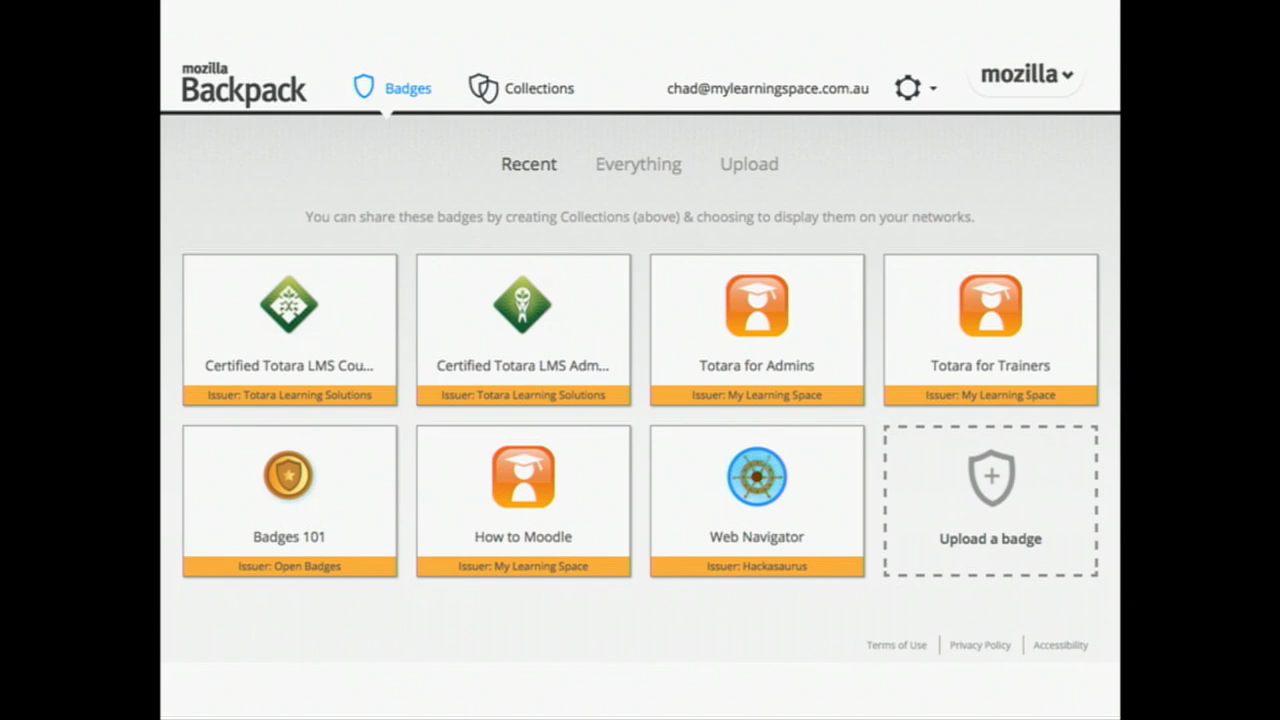 mozilla
Backpack
Badges
Collections
chad@mylearningspace.com.au
mozilla
Recent
Everything
Upload
You can share these badges by creating Collections (above) & choosing to display them on your networks.
Certified Totara LMS Cou...
Issuer: Totara Learning Solutions
Certified Totara LMS Adm...
Issuer: Totara Learning Solutions
Totara for Admins
Issuer: My Learning Space
Totara for Trainers
Issuer: My Learning Space
Badges 101
Issuer: Open Badges
How to Moodle
Issuer: My Learning Space
Web Navigator
Issuer: Hackasaurus
Upload a badge
Terms of Use
Privacy Policy
Accessibility